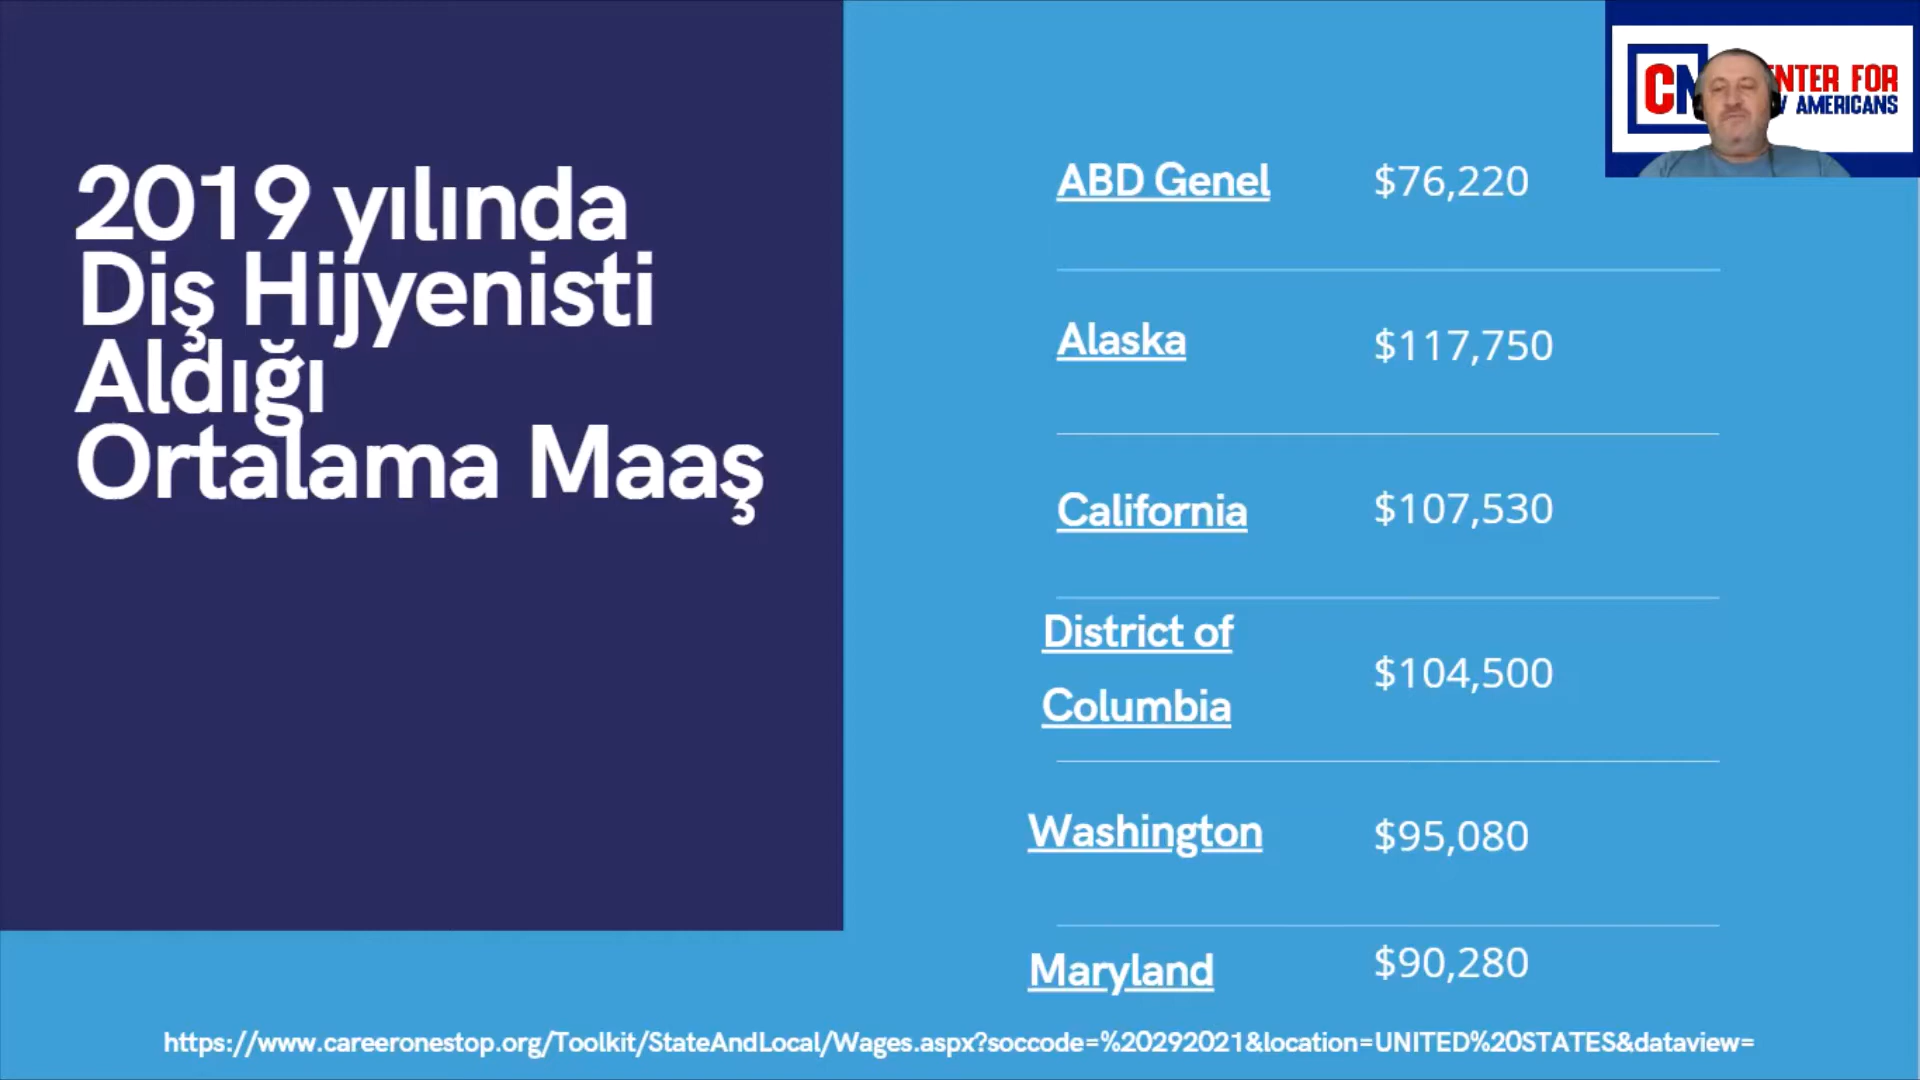 2019 yılında
Diş Hijyenisti
Aldığı
Ortalama Maaş
ENTER FOR
AMERICANS
ABD Genel $76,220
Alaska $117,750
California $107,530
District of
Columbia $104,500
Washington $95,080
Maryland $90,280
https://www.careeronestop.org/Toolkit/StateAndLocal/Wages.aspx?soccode=%20292021&location=UNITED%20STATES&dataview=